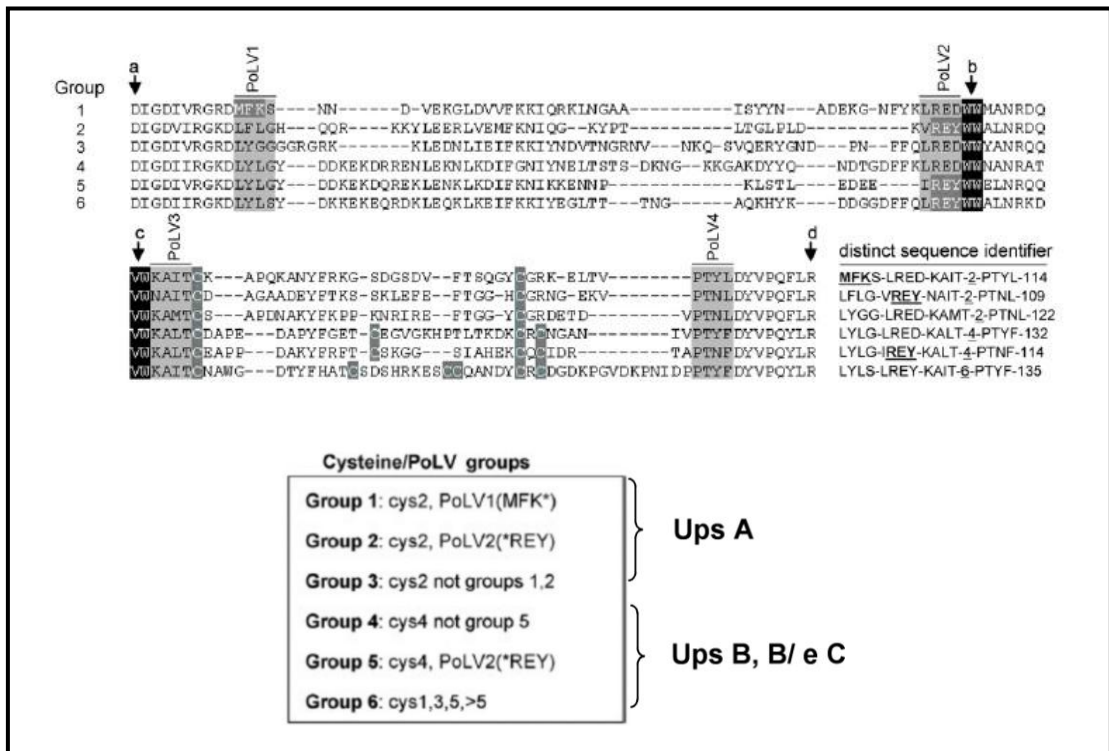 a PoLV1 PoLV2 b
Group
1 DIGDIVRGRDMFKS----NN------D-VEKGLDVVFKKIQRKLNGAA------ISYYN---ADEKG-NFYKLREDWWMANRDQ
2 DIGDVIRGKDLFLGH---QQR-----KKYLEERLVEMFKNIQG--KYPT-----LTGLPLD-------KVREYWWALNRDQ
3 DIGDIVRGKDLYGGGGRGRK------KLEDNLIEIFKKIYNDVTNGRNV---NKQ-SVQERYGND---PN--FFQLREDWWNANRAT
4 DIGDIIRGKDLYLGY---DDKEKDRRENLEKNLKDIFGNIYNELTSTS-DKNG--KKGAKDYYQ----NDTGDFFKLREDWWYANRAT
5 DIGDIVRGKDLYLGY---DDKEKDQREKLENKLKDIFKNIKKENNP--------KLSTL---EDEE-----IREYWWELNRQQ
6 DIGDIIRGKDLYLSY---DKKEKEQRDKLEQKLKEIFKKIYEGLTT---TNG-----AQKHYK----DDGGDFFQLREYWWALNRKD
c PoLV3 PoLV4 d
distinct sequence identifier
VWKAITCK---APQKANYFRKG-SDGSDV--FTSQGYCGRK-ELTV----------PTYLDYVPQFLR MFKS-LRED-KAIT-2-PTYL-114
VWNAITCD---AGAADEYFTKS-SKLEFE--FTGG-HCGRNG-EKV----------PTNLDYVPQFLR LFLG-VREY-NAIT-2-PTNL-109
VWKAMTCS---APDNAKYFKPP-KNRIRE-FTGG-YCGRDETD------------PTNLDYVPQFLR LYGG-LRED-KAMT-2-PTNL-122
VWKALTCDAPE--DAPYFGET-CEGVGKHPTLTKDKCRCNGAN----------IVPTYFDYVPQYLR LYLG-LRED-KALT-4-PTYF-132
VWKALTCEAPP--DAKYFRFT-CSKGG---SIAHEKCQCIDR-----------TAPTNFDYVPQYLR LYLG-IREY-KALT-4-PTNF-114
VWKAITCNAWG--DTYFHATCSDSHRKESCCQANDYCRCDGDKPGVDKPNIDPPTYFDYVPQYLR LYLS-LREY-KAIT-6-PTYF-135
Cysteine/PoLV groups
Group 1: cys2, PoLV1(MFK*)
Group 2: cys2, PoLV2(*REY)
Group 3: cys2 not groups 1,2
Ups A
Group 4: cys4 not group 5
Group 5: cys4, PoLV2(*REY)
Group 6: cys1,3,5,>5
Ups B, B/ e C